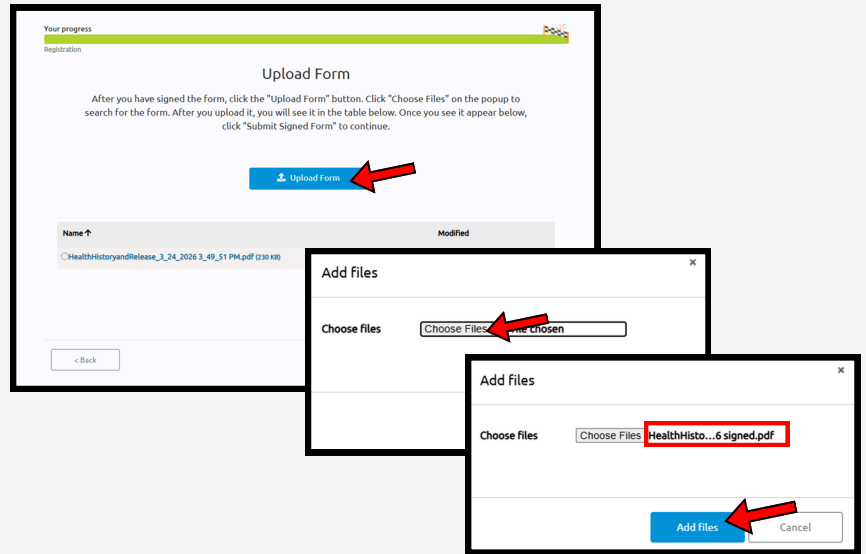 Your progress
Registration
Upload Form
After you have signed the form, click the "Upload Form" button. Click "Choose Files" on the popup to
search for the form. After you upload it, you will see it in the table below. Once you see it appear below,
click "Submit Signed Form" to continue.
Upload Form
Name↑ Modified
HealthHistoryandRelease_3_24_2026 3_49_51 PM.pdf (230 KB)
< Back
Add files ×
Choose files Choose Files chosen
Add files ×
Choose files Choose Files HealthHisto...6 signed.pdf
Add files Cancel